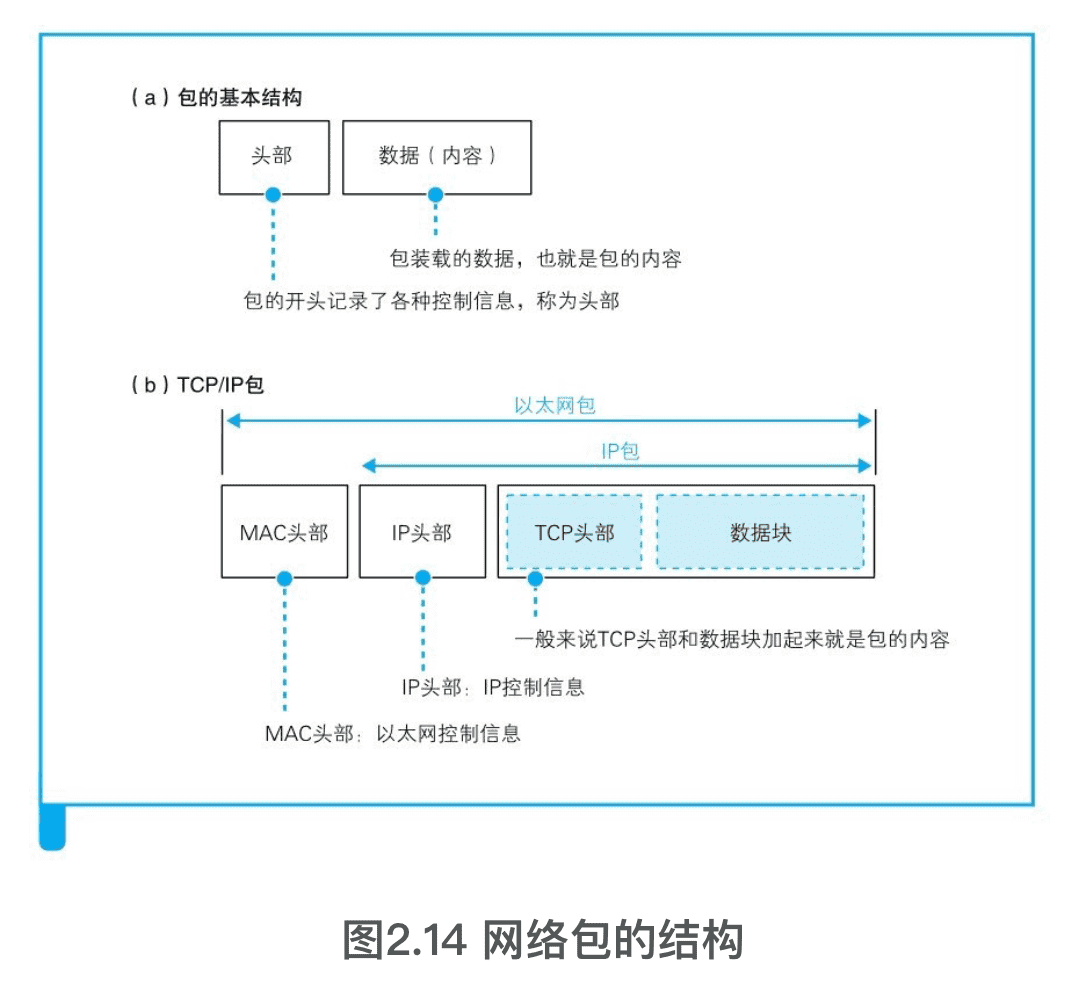 （a）包的基本结构
头部
数据（内容）
包装载的数据，也就是包的内容
包的开头记录了各种控制信息，称为头部
（b）TCP/IP包
以太网包
IP包
MAC头部
IP头部
TCP头部
数据块
一般来说TCP头部和数据块加起来就是包的内容
IP头部：IP控制信息
MAC头部：以太网控制信息
图2.14 网络包的结构